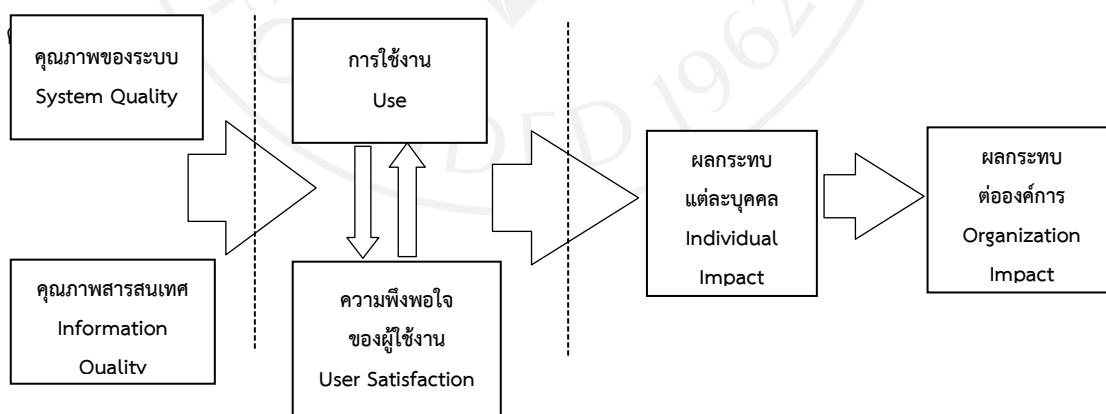 คุณภาพของระบบ
System Quality
คุณภาพสารสนเทศ
Information
Quality
การใช้งาน
Use
ความพึงพอใจ
ของผู้ใช้งาน
User Satisfaction
ผลกระทบ
แต่ละบุคคล
Individual
Impact
ผลกระทบ
ต่อองค์การ
Organization
Impact
1962